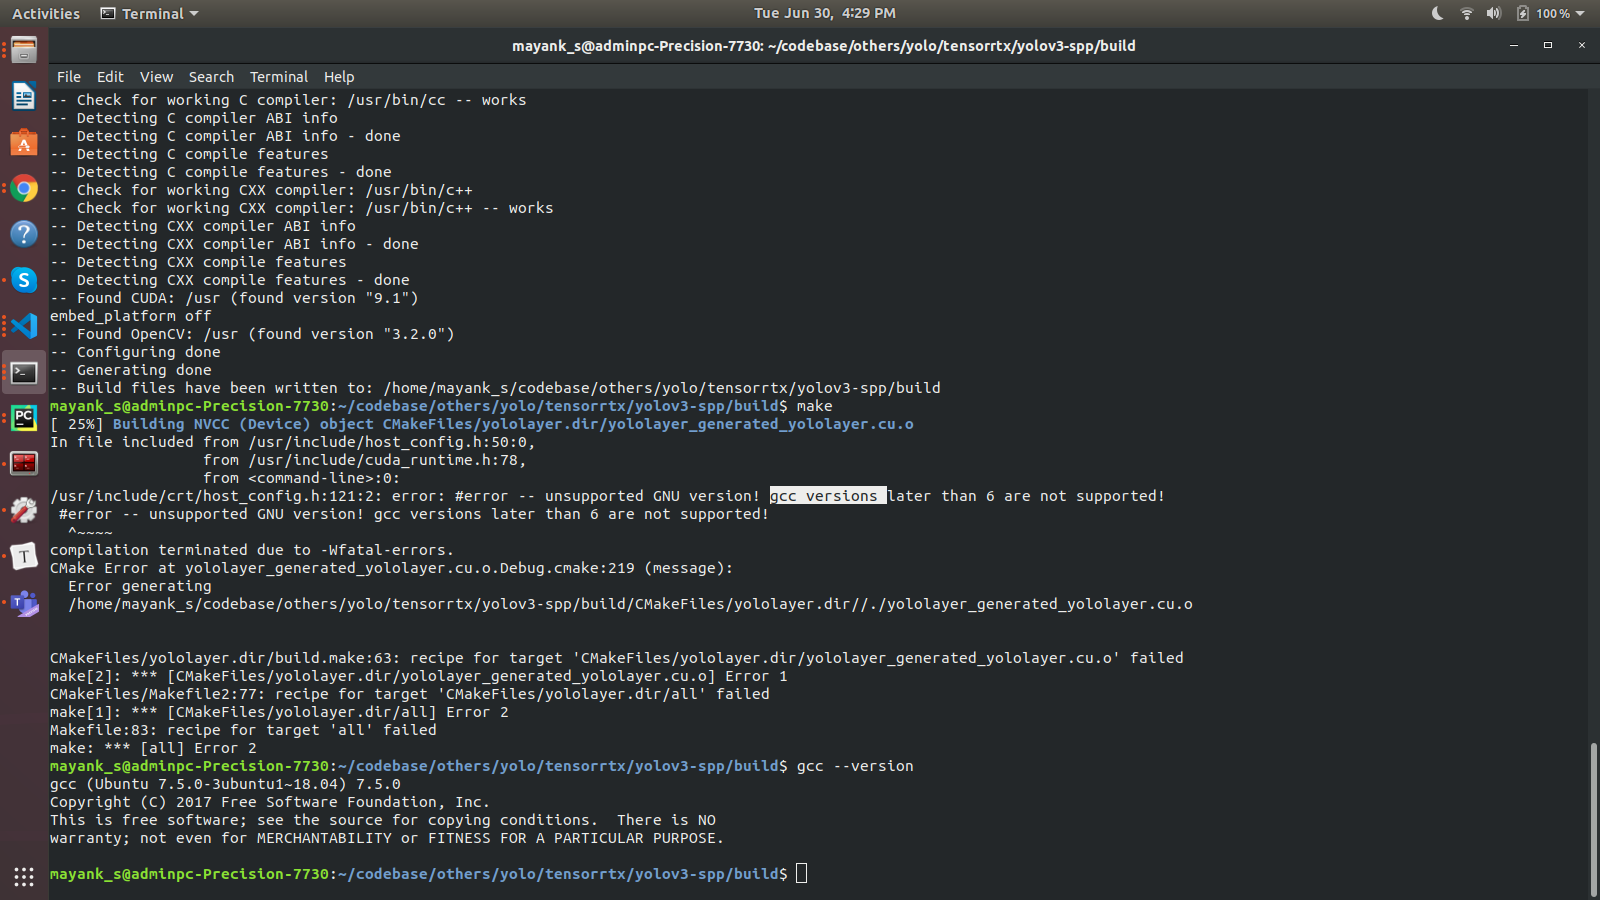 Activities Terminal Tue Jun 30, 4:29 PM 100 %
mayank_s@adminpc-Precision-7730: ~/codebase/others/yolo/tensorrtx/yolov3-spp/build
File Edit View Search Terminal Help
-- Check for working C compiler: /usr/bin/cc -- works
-- Detecting C compiler ABI info
-- Detecting C compiler ABI info - done
-- Detecting C compile features
-- Detecting C compile features - done
-- Check for working CXX compiler: /usr/bin/c++
-- Check for working CXX compiler: /usr/bin/c++ -- works
-- Detecting CXX compiler ABI info
-- Detecting CXX compiler ABI info - done
-- Detecting CXX compile features
-- Detecting CXX compile features - done
-- Found CUDA: /usr (found version "9.1")
embed_platform off
-- Found OpenCV: /usr (found version "3.2.0")
-- Configuring done
-- Generating done
-- Build files have been written to: /home/mayank_s/codebase/others/yolo/tensorrtx/yolov3-spp/build
mayank_s@adminpc-Precision-7730:~/codebase/others/yolo/tensorrtx/yolov3-spp/build$ make
[ 25%] Building NVCC (Device) object CMakeFiles/yololayer.dir/yololayer_generated_yololayer.cu.o
In file included from /usr/include/host_config.h:50:0,
                 from /usr/include/cuda_runtime.h:78,
                 from <command-line>:0:
/usr/include/crt/host_config.h:121:2: error: #error -- unsupported GNU version! gcc versions later than 6 are not supported!
 #error -- unsupported GNU version! gcc versions later than 6 are not supported!
  ^~~~~
compilation terminated due to -Wfatal-errors.
CMake Error at yololayer_generated_yololayer.cu.o.Debug.cmake:219 (message):
  Error generating
  /home/mayank_s/codebase/others/yolo/tensorrtx/yolov3-spp/build/CMakeFiles/yololayer.dir//./yololayer_generated_yololayer.cu.o
CMakeFiles/yololayer.dir/build.make:63: recipe for target 'CMakeFiles/yololayer.dir/yololayer_generated_yololayer.cu.o' failed
make[2]: *** [CMakeFiles/yololayer.dir/yololayer_generated_yololayer.cu.o] Error 1
CMakeFiles/Makefile2:77: recipe for target 'CMakeFiles/yololayer.dir/all' failed
make[1]: *** [CMakeFiles/yololayer.dir/all] Error 2
Makefile:83: recipe for target 'all' failed
make: *** [all] Error 2
mayank_s@adminpc-Precision-7730:~/codebase/others/yolo/tensorrtx/yolov3-spp/build$ gcc --version
gcc (Ubuntu 7.5.0-3ubuntu1~18.04) 7.5.0
Copyright (C) 2017 Free Software Foundation, Inc.
This is free software; see the source for copying conditions.  There is NO
warranty; not even for MERCHANTABILITY or FITNESS FOR A PARTICULAR PURPOSE.
mayank_s@adminpc-Precision-7730:~/codebase/others/yolo/tensorrtx/yolov3-spp/build$